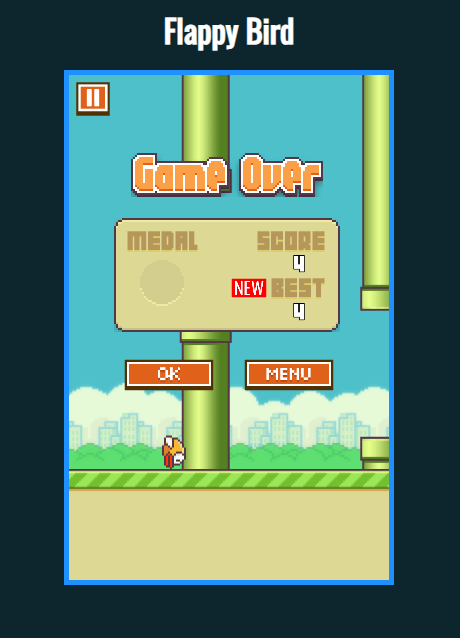 Flappy Bird
Game Over
MEDAL SCORE
4
NEW BEST
4
OK MENU